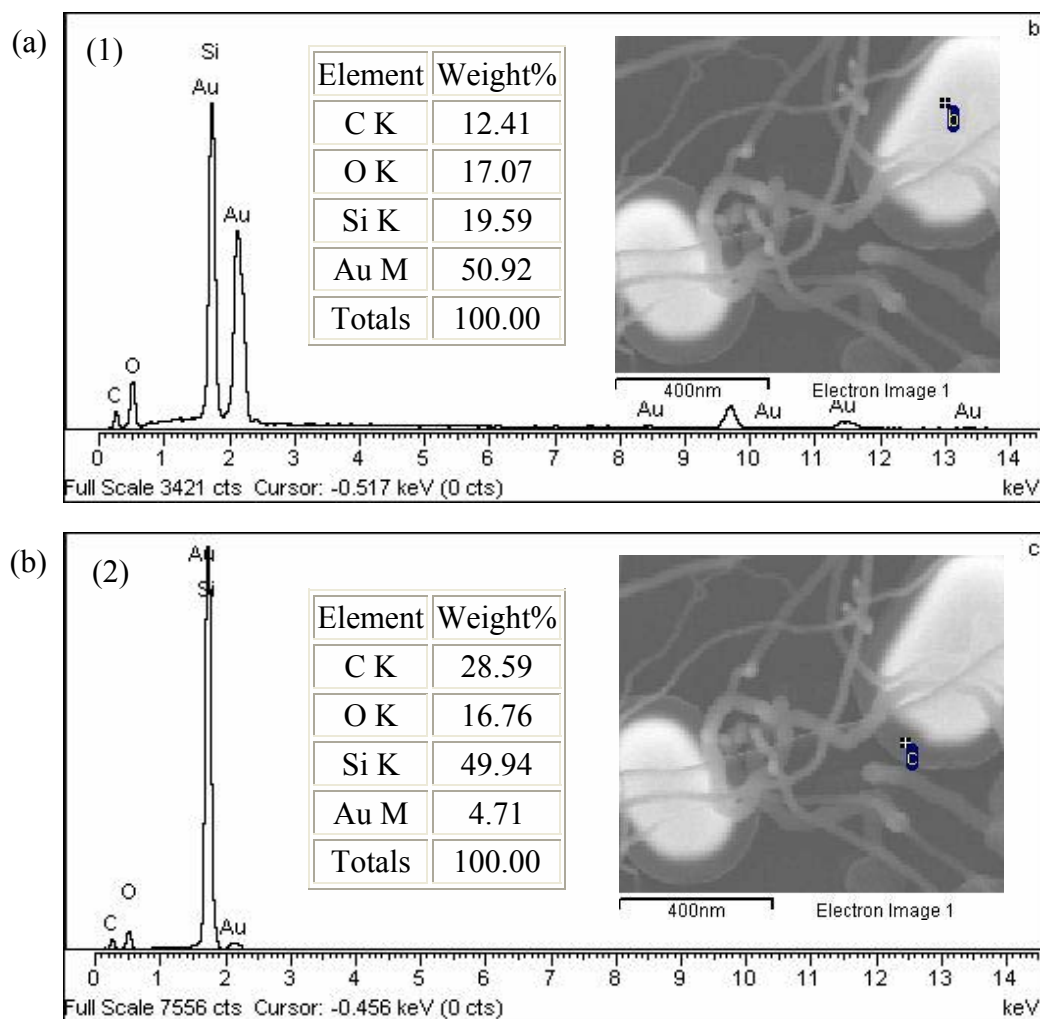 (a) (1)
b
Si
Au
Au
O
C
Element Weight%
C K 12.41
O K 17.07
Si K 19.59
Au M 50.92
Totals 100.00
b
400nm Electron Image 1
Au Au Au Au
0 1 2 3 4 5 6 7 8 9 10 11 12 13 14
Full Scale 3421 cts Cursor: -0.517 keV (0 cts) keV
(b) (2)
c
Au
Si
O
C
Au
Element Weight%
C K 28.59
O K 16.76
Si K 49.94
Au M 4.71
Totals 100.00
c
400nm Electron Image 1
0 1 2 3 4 5 6 7 8 9 10 11 12 13 14
Full Scale 7556 cts Cursor: -0.456 keV (0 cts) keV